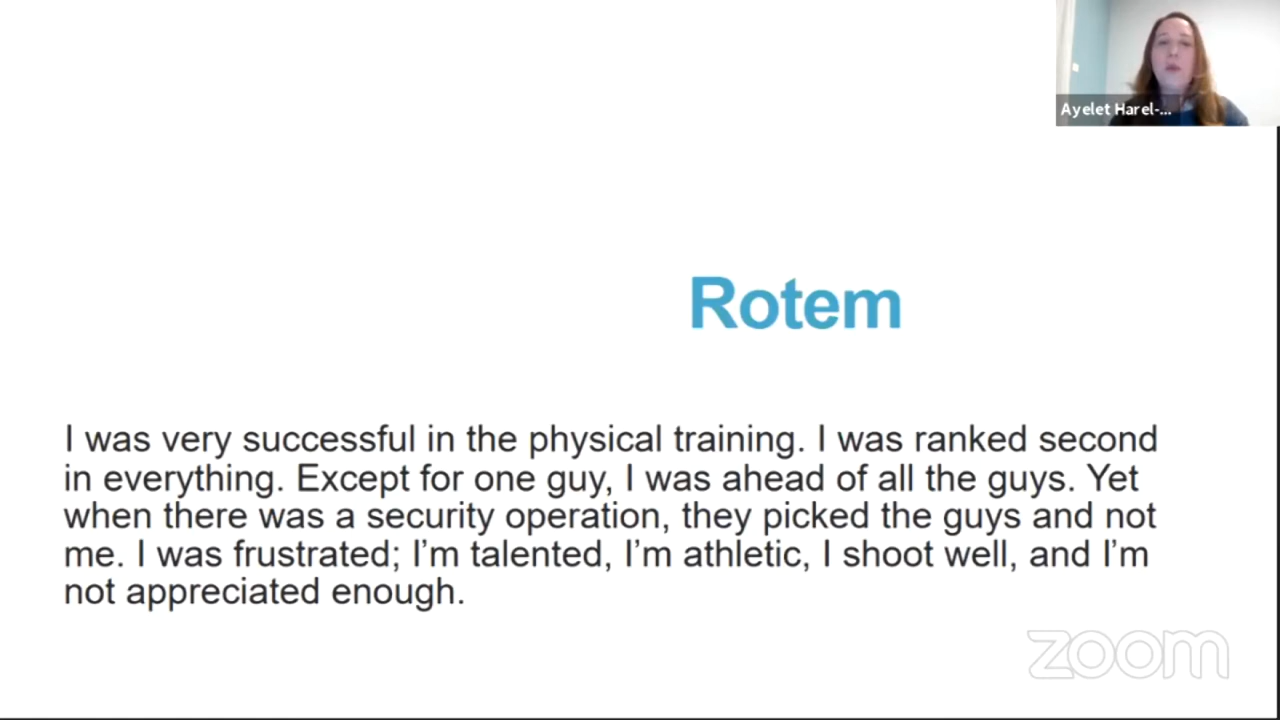 Ayelet Harel-...
Rotem
I was very successful in the physical training. I was ranked second
in everything. Except for one guy, I was ahead of all the guys. Yet
when there was a security operation, they picked the guys and not
me. I was frustrated; I'm talented, I'm athletic, I shoot well, and I'm
not appreciated enough.
zoom